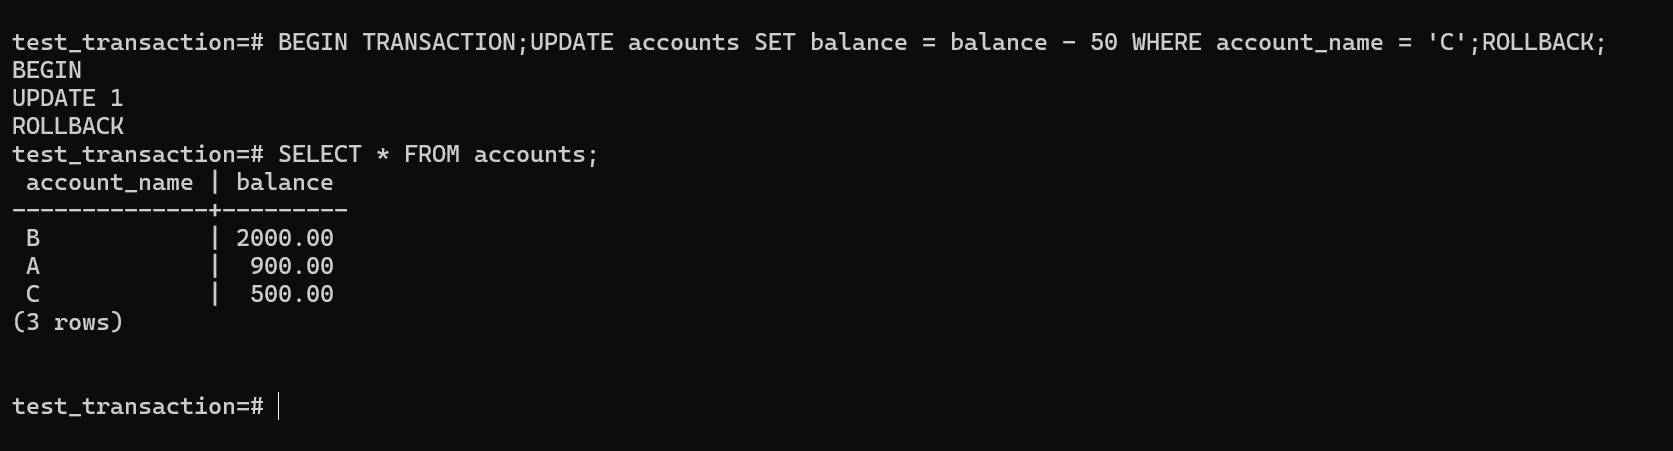 test_transaction=# BEGIN TRANSACTION;UPDATE accounts SET balance = balance - 50 WHERE account_name = 'C';ROLLBACK;
BEGIN
UPDATE 1
ROLLBACK
test_transaction=# SELECT * FROM accounts;
 account_name | balance
--------------+---------
 B            | 2000.00
 A            |  900.00
 C            |  500.00
(3 rows)
test_transaction=#